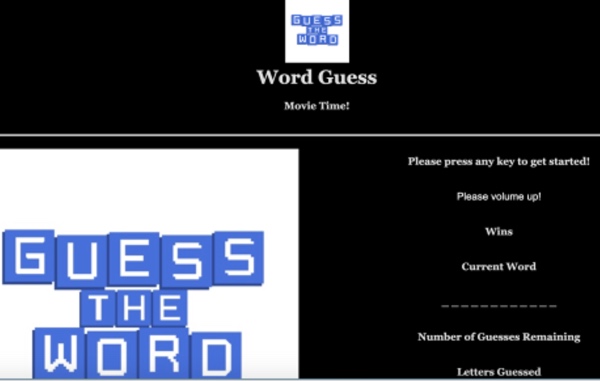 GUESS
THE
WORD
Word Guess
Movie Time!
GUESS
THE
WORD
Please press any key to get started!
Please volume up!
Wins
Current Word
____________
Number of Guesses Remaining
Letters Guessed